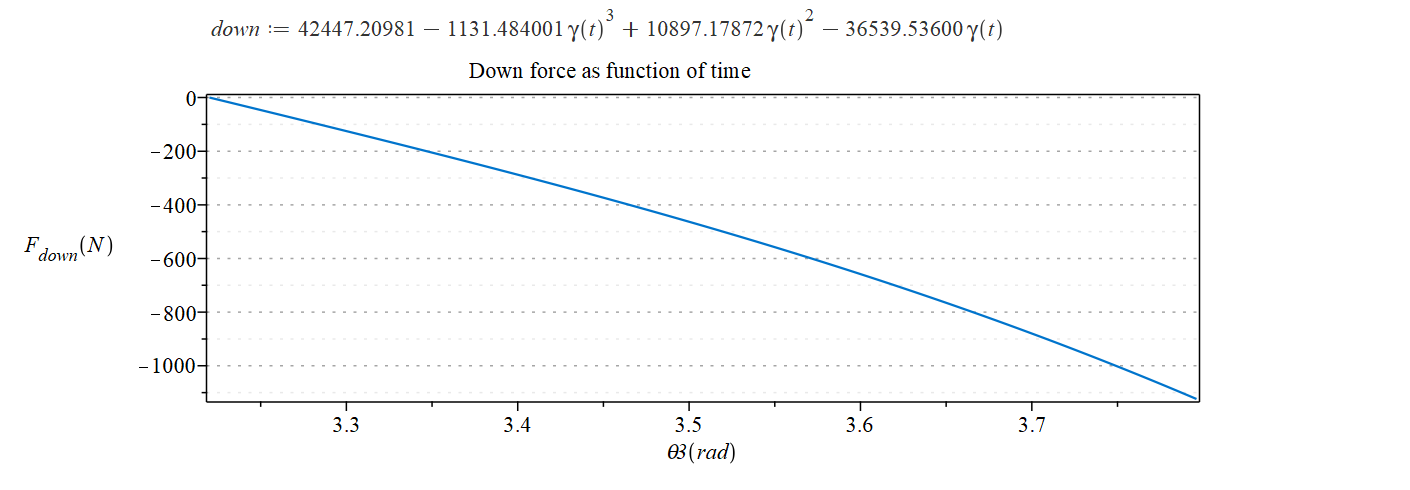 down := 42447.20981 − 1131.484001 γ(t)³ + 10897.17872 γ(t)² − 36539.53600 γ(t)
Down force as function of time
0
−200
−400
F_down(N)
−600
−800
−1000
3.3 3.4 3.5 3.6 3.7
θ3(rad)